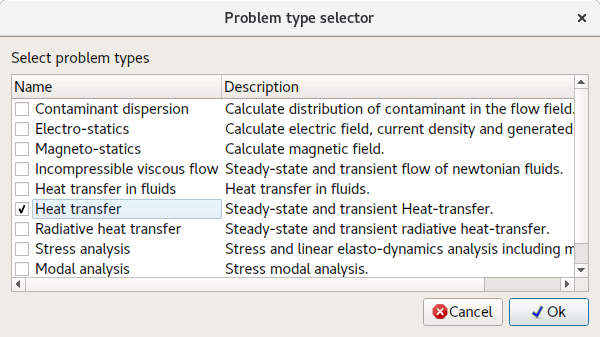 Problem type selector
Select problem types
Name Description
Contaminant dispersion Calculate distribution of contaminant in the flow field.
Electro-statics Calculate electric field, current density and generated
Magneto-statics Calculate magnetic field.
Incompressible viscous flow Steady-state and transient flow of newtonian fluids.
Heat transfer in fluids Heat transfer in fluids.
Heat transfer Steady-state and transient Heat-transfer.
Radiative heat transfer Steady-state and transient radiative heat-transfer.
Stress analysis Stress and linear elasto-dynamics analysis including m
Modal analysis Stress modal analysis.
Cancel Ok